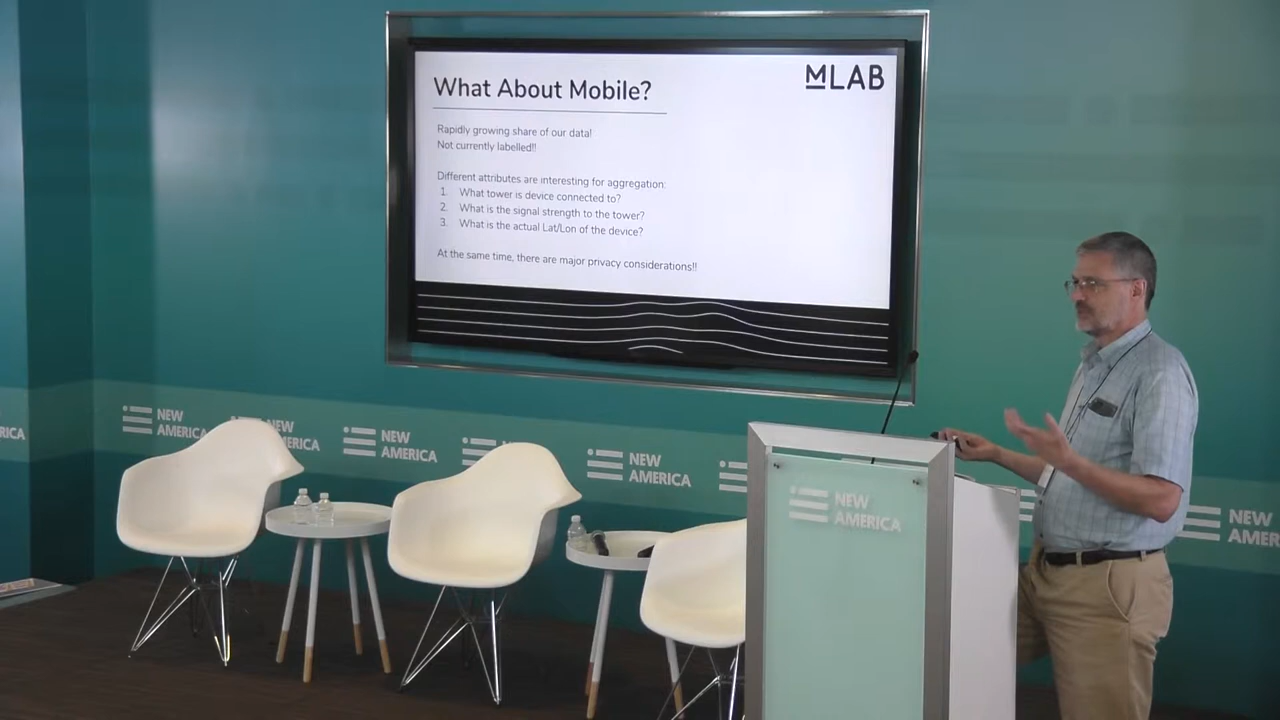 What About Mobile?
MLAB
Rapidly growing share of our data!
Not currently labelled!!
Different attributes are interesting for aggregation:
1. What tower is device connected to?
2. What is the signal strength to the tower?
3. What is the actual Lat/Lon of the device?
At the same time, there are major privacy considerations!!
RICA
NEW
AMERICA
NEW
AMERICA
NEW
AMERICA
NEW
AMERICA
NEW
AMERICA
NEW
AMER